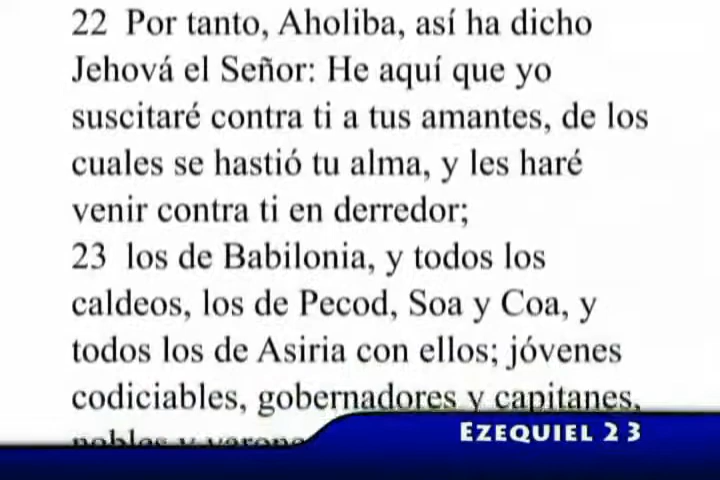 22 Por tanto, Aholiba, así ha dicho
Jehová el Señor: He aquí que yo
suscitaré contra ti a tus amantes, de los
cuales se hastió tu alma, y les haré
venir contra ti en derredor;
23 los de Babilonia, y todos los
caldeos, los de Pecod, Soa y Coa, y
todos los de Asiria con ellos; jóvenes
codiciables, gobernadores y capitanes,
nobles y
EZEQUIEL 23